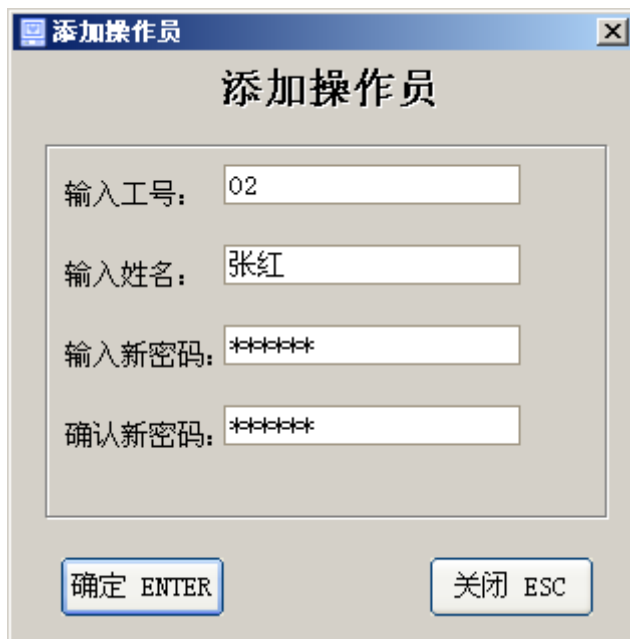 添加操作员
添加操作员
输入工号: 02
输入姓名: 张红
输入新密码: ******
确认新密码: ******
确定 ENTER 关闭 ESC